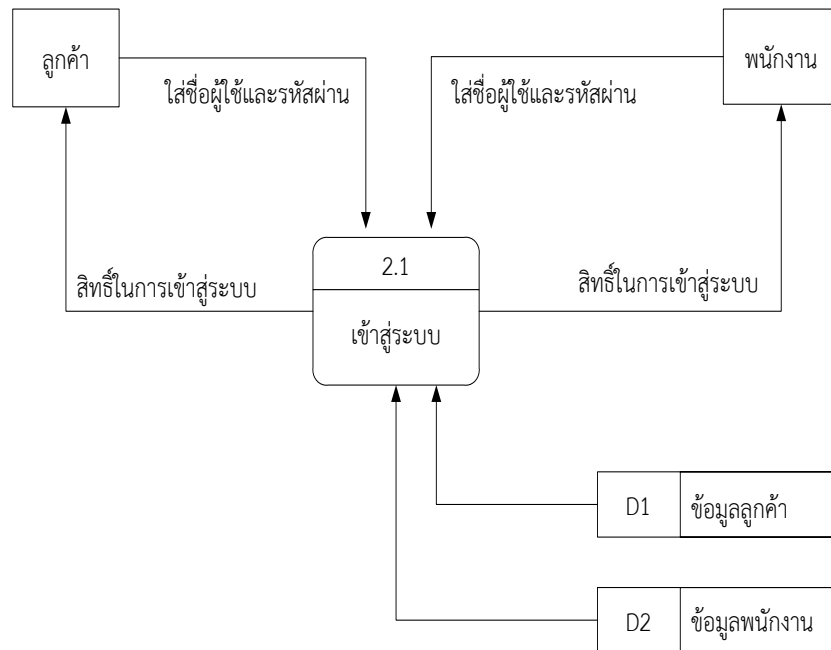 ลูกค้า
พนักงาน
ใส่ชื่อผู้ใช้และรหัสผ่าน
ใส่ชื่อผู้ใช้และรหัสผ่าน
2.1
สิทธิ์ในการเข้าสู่ระบบ
สิทธิ์ในการเข้าสู่ระบบ
เข้าสู่ระบบ
D1 ข้อมูลลูกค้า
D2 ข้อมูลพนักงาน